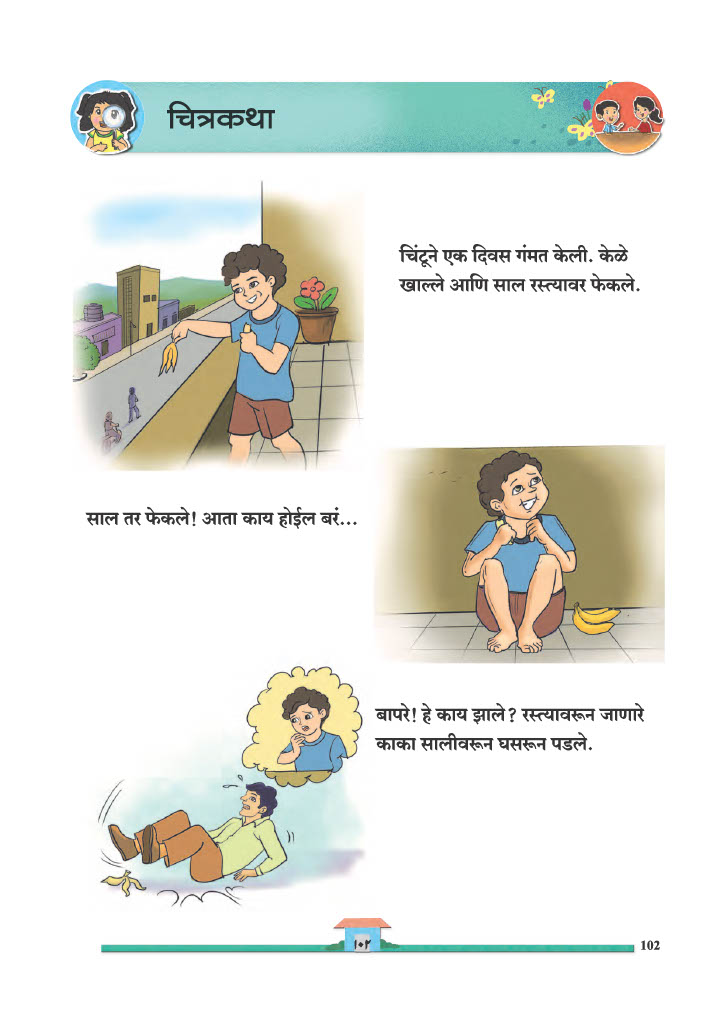 चित्रकथा
चिंटूने एक दिवस गंमत केली. केळे
खाल्ले आणि साल रस्त्यावर फेकले.
साल तर फेकले! आता काय होईल बरं...
बापरे! हे काय झाले? रस्त्यावरून जाणारे
काका सालीवरून घसरून पडले.
१०२
102